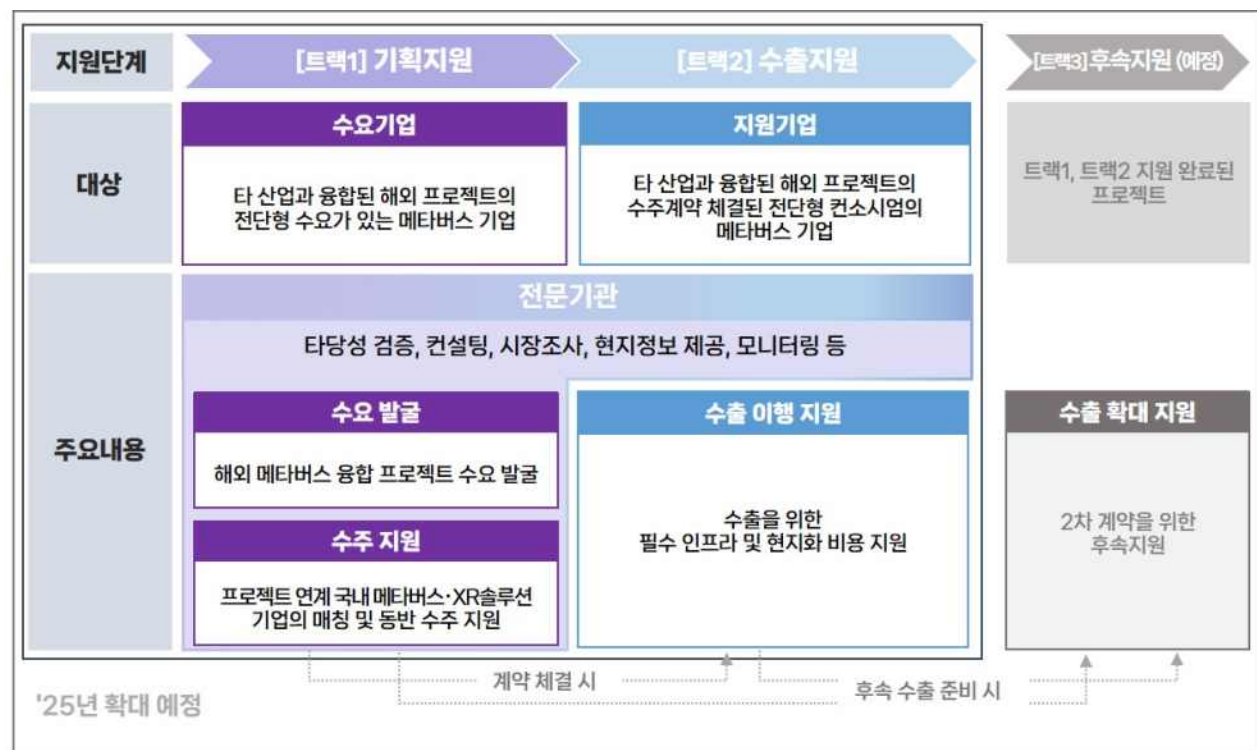 지원단계
[트랙1] 기획지원
[트랙2] 수출지원
[트랙3] 후속지원 (예정)
대상
수요기업
타 산업과 융합된 해외 프로젝트의
전단형 수요가 있는 메타버스 기업
지원기업
타 산업과 융합된 해외 프로젝트의
수주계약 체결된 전단형 컨소시엄의
메타버스 기업
트랙1, 트랙2 지원 완료된
프로젝트
주요내용
전문기관
타당성 검증, 컨설팅, 시장조사, 현지정보 제공, 모니터링 등
수요 발굴
해외 메타버스 융합 프로젝트 수요 발굴
수주 지원
프로젝트 연계 국내 메타버스·XR솔루션
기업의 매칭 및 동반 수주 지원
수출 이행 지원
수출을 위한
필수 인프라 및 현지화 비용 지원
수출 확대 지원
2차 계약을 위한
후속지원
계약 체결 시
후속 수출 준비 시
'25년 확대 예정